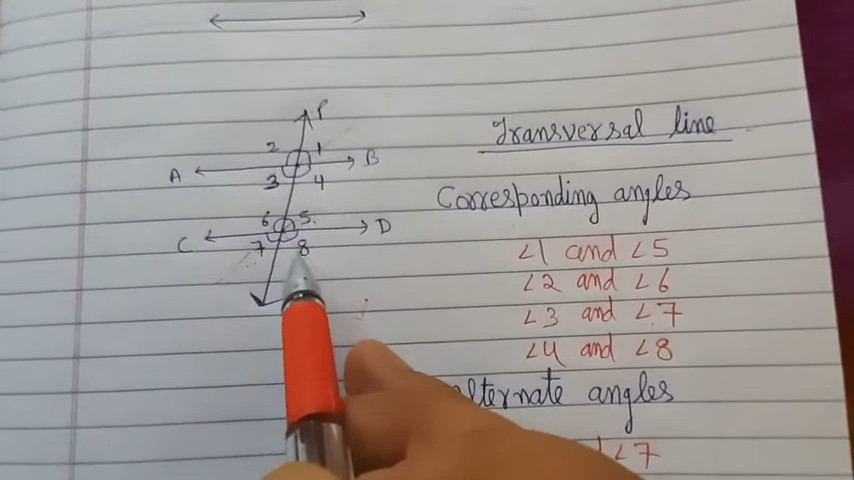 P
2 1
A B
3 4
6 5
C D
7 8
Transversal line
Corresponding angles
∠1 and ∠5
∠2 and ∠6
∠3 and ∠7
∠4 and ∠8
angles
∠7